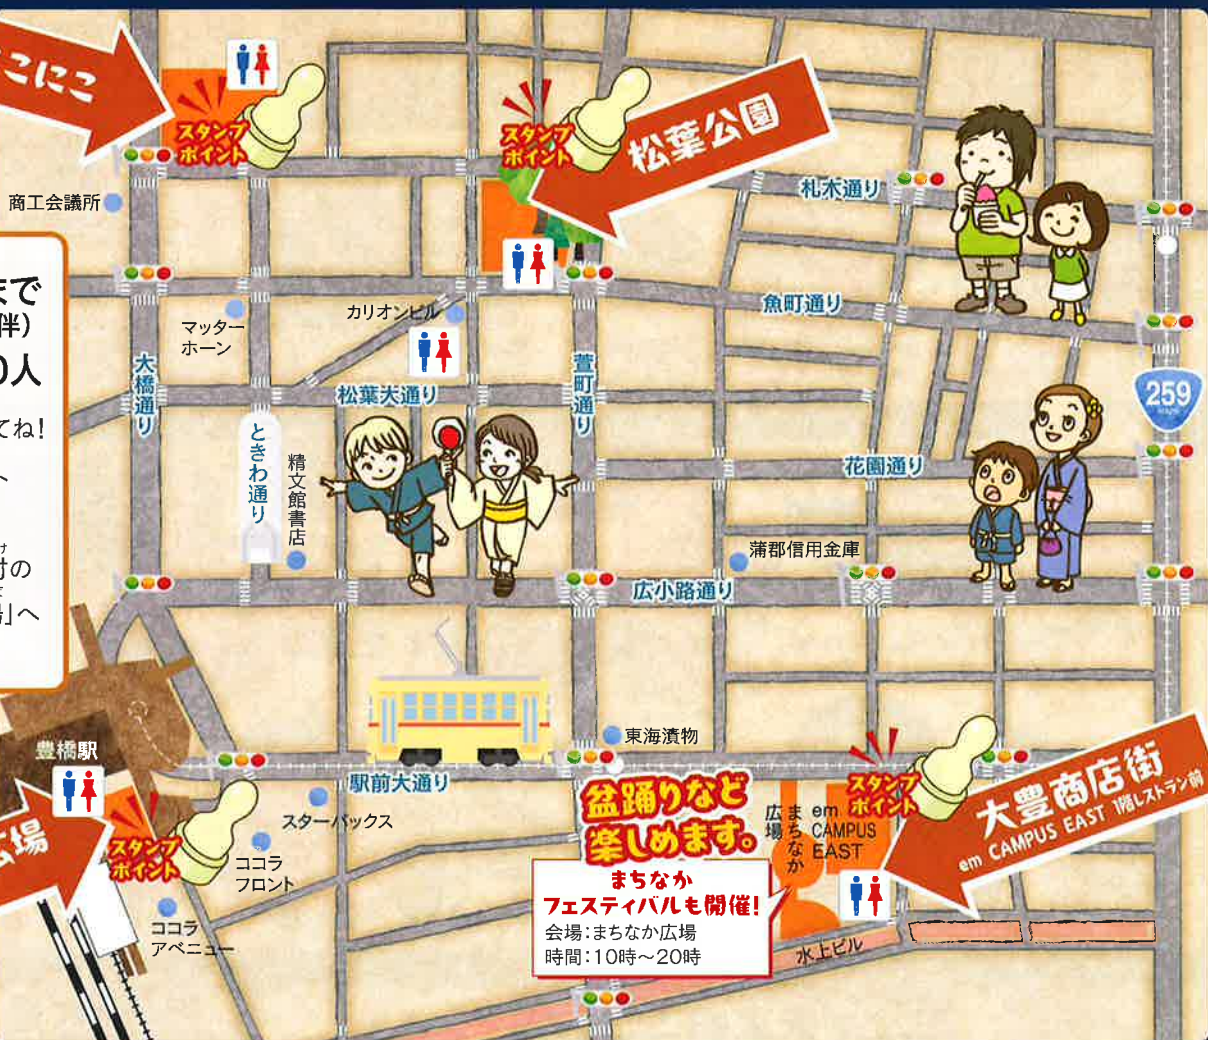 こにこ
スタンプ
ポイント
スタンプ
ポイント
松葉公園
商工会議所
札木通り
まで
伴)
0人
てね!
マッター
ホーン
カリオンビル
魚町通り
大橋通り
松葉大通り
萱町通り
259
ときわ通り
精文館書店
花園通り
け
村の
」へ
蒲郡信用金庫
広小路通り
豊橋駅
広場
スタンプ
ポイント
駅前大通り
スターバックス
ココラ
フロント
ココラ
アベニュー
東海漬物
盆踊りなど
楽しめます。
まちなか
フェスティバルも開催!
会場:まちなか広場
時間:10時〜20時
まちなか
広場
em
CAMPUS
EAST
スタンプ
ポイント
大豊商店街
em CAMPUS EAST 1階レストラン前
水上ビル